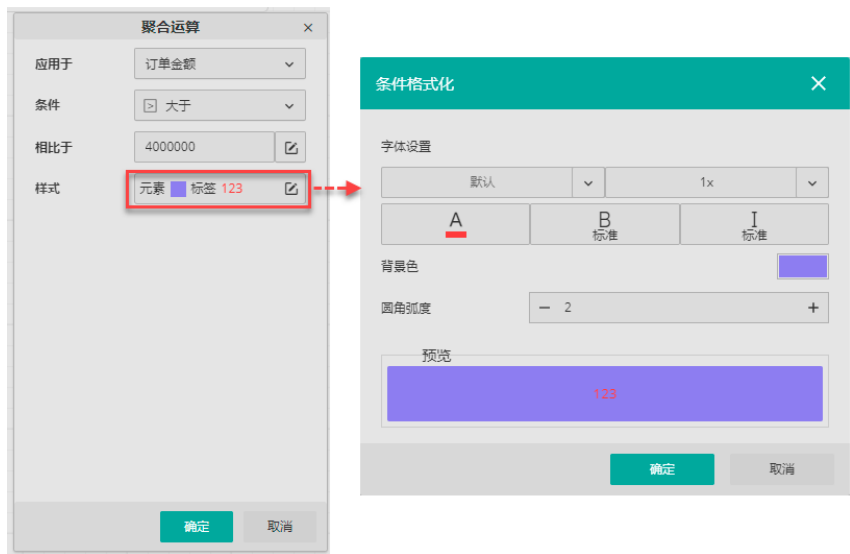 聚合运算 ×
应用于 订单金额
条件 > 大于
相比于 4000000
样式 元素 标签 123
确定 取消
条件格式化 ×
字体设置
默认 1x
A B 标准 I 标准
背景色
圆角弧度 − 2 +
预览
123
确定 取消